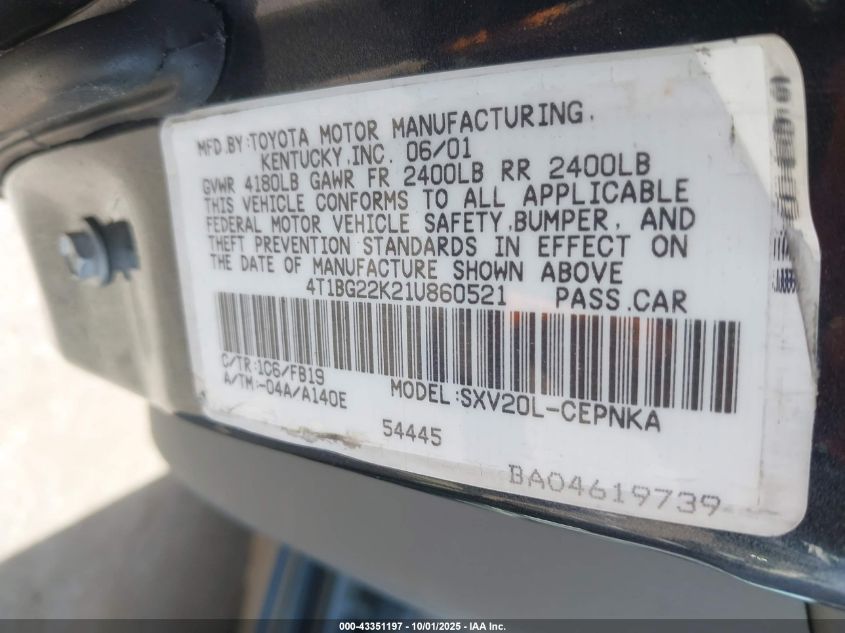 MFD.BY:TOYOTA MOTOR MANUFACTURING,
KENTUCKY,INC. 06/01
GVWR 4180LB GAWR FR 2400LB RR 2400LB
THIS VEHICLE CONFORMS TO ALL APPLICABLE
FEDERAL MOTOR VEHICLE SAFETY,BUMPER, AND
THEFT PREVENTION STANDARDS IN EFFECT ON
THE DATE OF MANUFACTURE SHOWN ABOVE
4T1BG22K21U860521 PASS.CAR
C/TR:1C6/FB19
A/TM:-04A/A140E MODEL:SXV20L-CEPNKA
54445
BA04619739
000-43351197 - 10/01/2025 - IAA Inc.